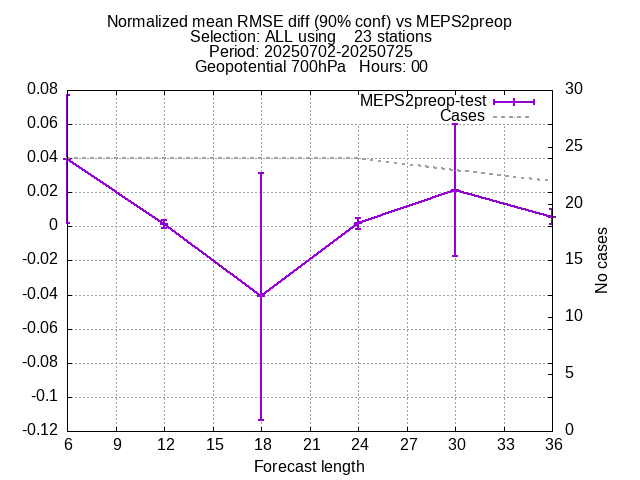 Normalized mean RMSE diff (90% conf) vs MEPS2preop
Selection: ALL using    23 stations
Period: 20250702-20250725
Geopotential 700hPa   Hours: 00
MEPS2preop-test
Cases
0.08
0.06
0.04
0.02
0
-0.02
-0.04
-0.06
-0.08
-0.1
-0.12
30
25
20
15
10
5
0
No cases
6 9 12 15 18 21 24 27 30 33 36
Forecast length